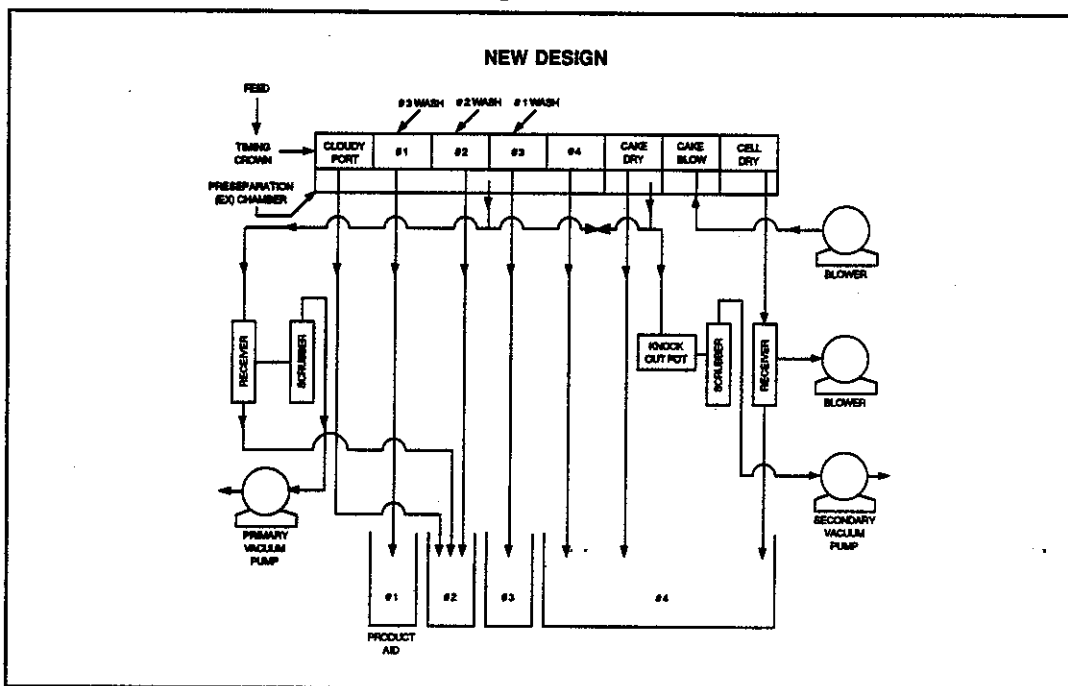 NEW DESIGN
FEED
#3 WASH
#2 WASH
#1 WASH
TIMING
CROWN
CLOUDY
PORT
#1
#2
#3
#4
CAKE
DRY
CAKE
BLOW
CELL
DRY
PRESEPARATION
(EX) CHAMBER
BLOWER
RECEIVER
SCRUBBER
KNOCK
OUT POT
SCRUBBER
RECEIVER
BLOWER
PRIMARY
VACUUM
PUMP
SECONDARY
VACUUM
PUMP
#1
#2
#3
#4
PRODUCT
AID